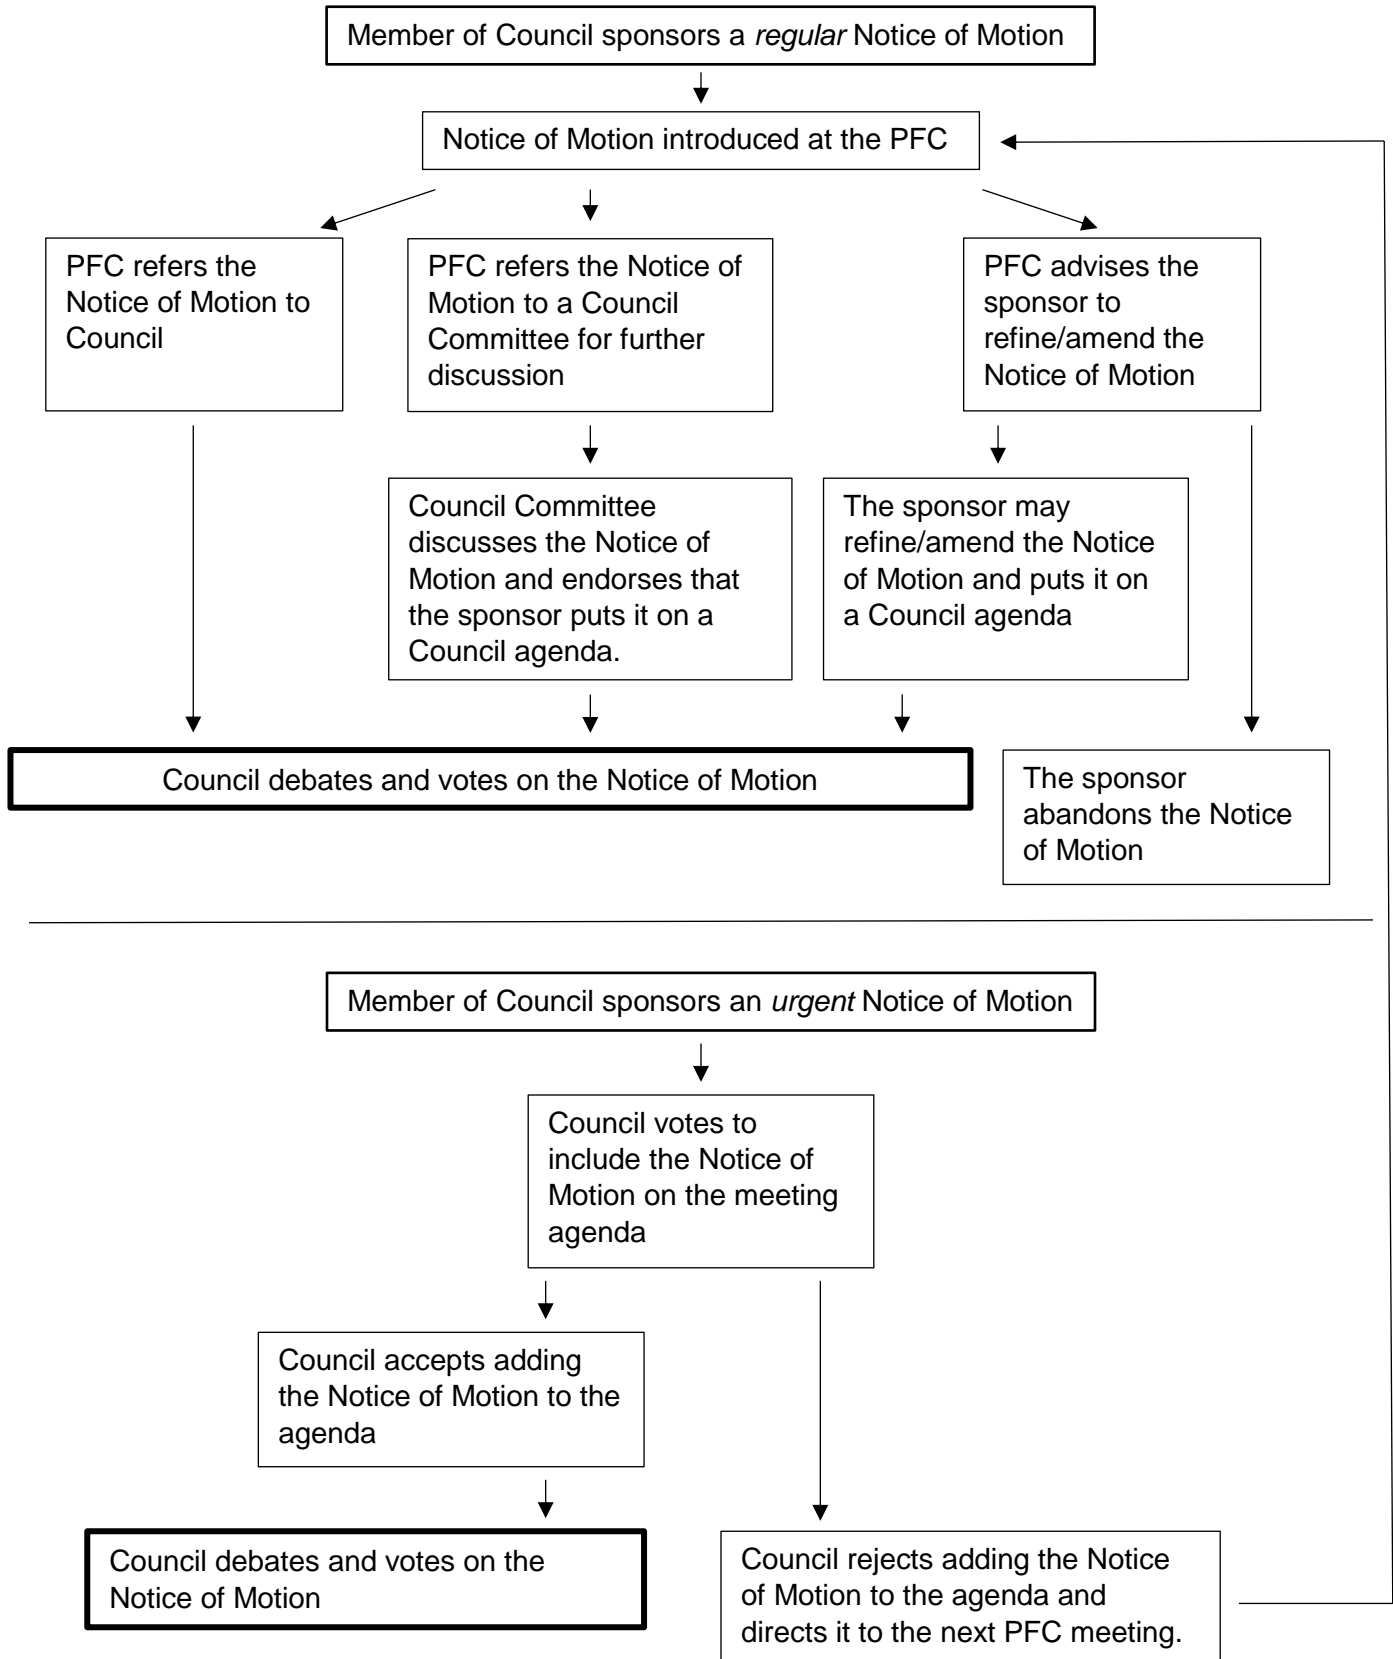 Member of Council sponsors a regular Notice of Motion
Notice of Motion introduced at the PFC
PFC refers the
Notice of Motion to
Council
PFC refers the Notice of
Motion to a Council
Committee for further
discussion
PFC advises the
sponsor to
refine/amend the
Notice of Motion
Council Committee
discusses the Notice of
Motion and endorses that
the sponsor puts it on a
Council agenda.
The sponsor may
refine/amend the Notice
of Motion and puts it on
a Council agenda
Council debates and votes on the Notice of Motion
The sponsor
abandons the Notice
of Motion
Member of Council sponsors an urgent Notice of Motion
Council votes to
include the Notice of
Motion on the meeting
agenda
Council accepts adding
the Notice of Motion to the
agenda
Council debates and votes on the
Notice of Motion
Council rejects adding the Notice
of Motion to the agenda and
directs it to the next PFC meeting.